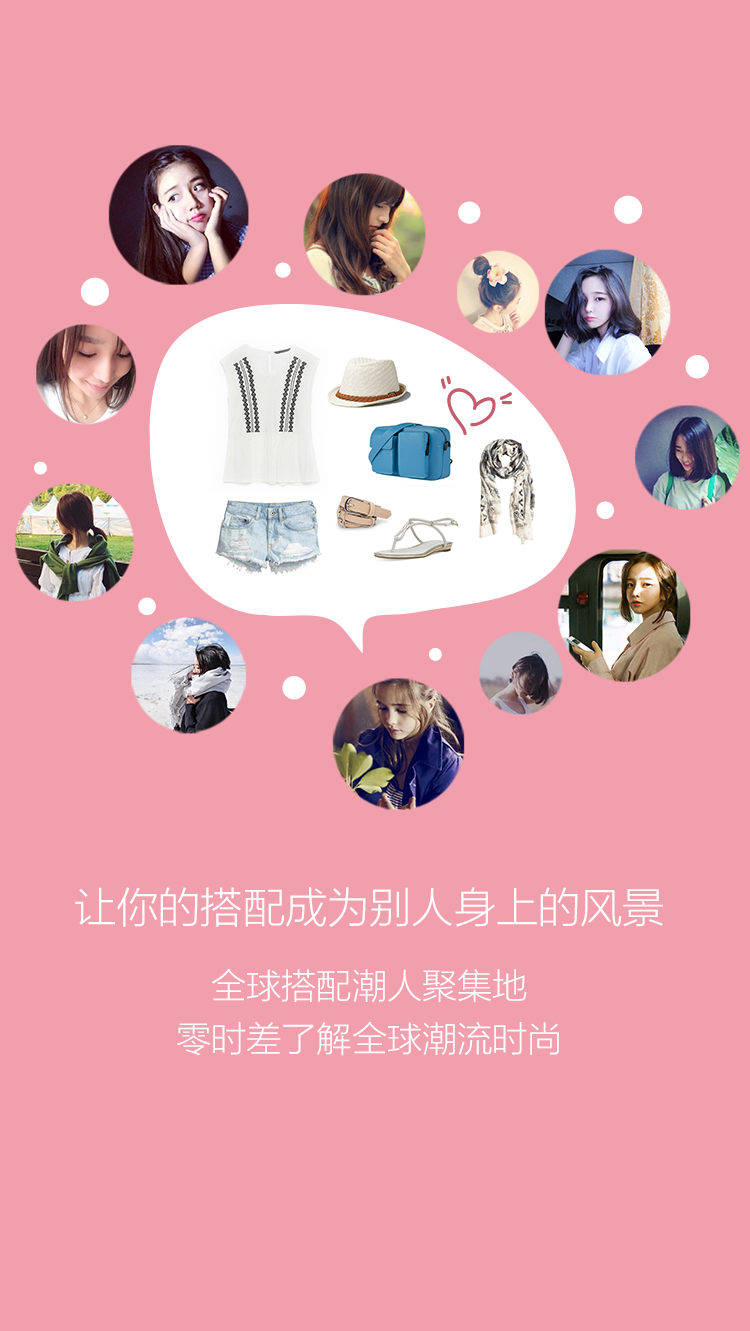 让你的搭配成为别人身上的风景
全球搭配潮人聚集地
零时差了解全球潮流时尚